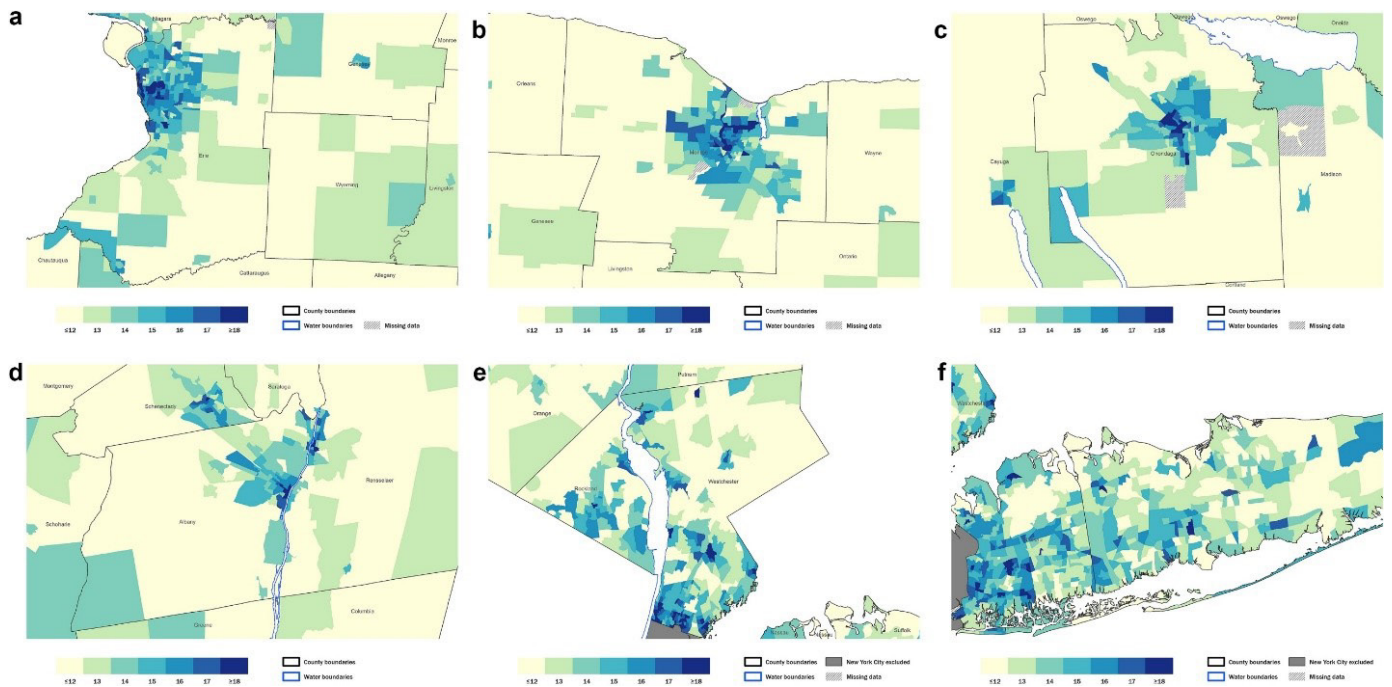 a
Niagara
Monroe
Genesee
Erie
Wyoming
Livingston
Chautauqua
Cattaraugus
Allegany
≤12 13 14 15 16 17 ≥18
County boundaries
Water boundaries
Missing data
b
Orleans
Wayne
Genesee
Livingston
Ontario
≤12 13 14 15 16 17 ≥18
County boundaries
Water boundaries
Missing data
c
Oswego
Oswego
Oswego
Oneida
Cayuga
Onondaga
Madison
Cortland
≤12 13 14 15 16 17 ≥18
County boundaries
Water boundaries
Missing data
d
Montgomery
Saratoga
Schenectady
Rensselaer
Albany
Schoharie
Greene
Columbia
≤12 13 14 15 16 17 ≥18
County boundaries
Water boundaries
e
Putnam
Orange
Rockland
Westchester
Nassau
Nassau
Suffolk
≤12 13 14 15 16 17 ≥18
County boundaries
Water boundaries
New York City excluded
Missing data
f
Westchester
≤12 13 14 15 16 17 ≥18
County boundaries
Water boundaries
New York City excluded
Missing data